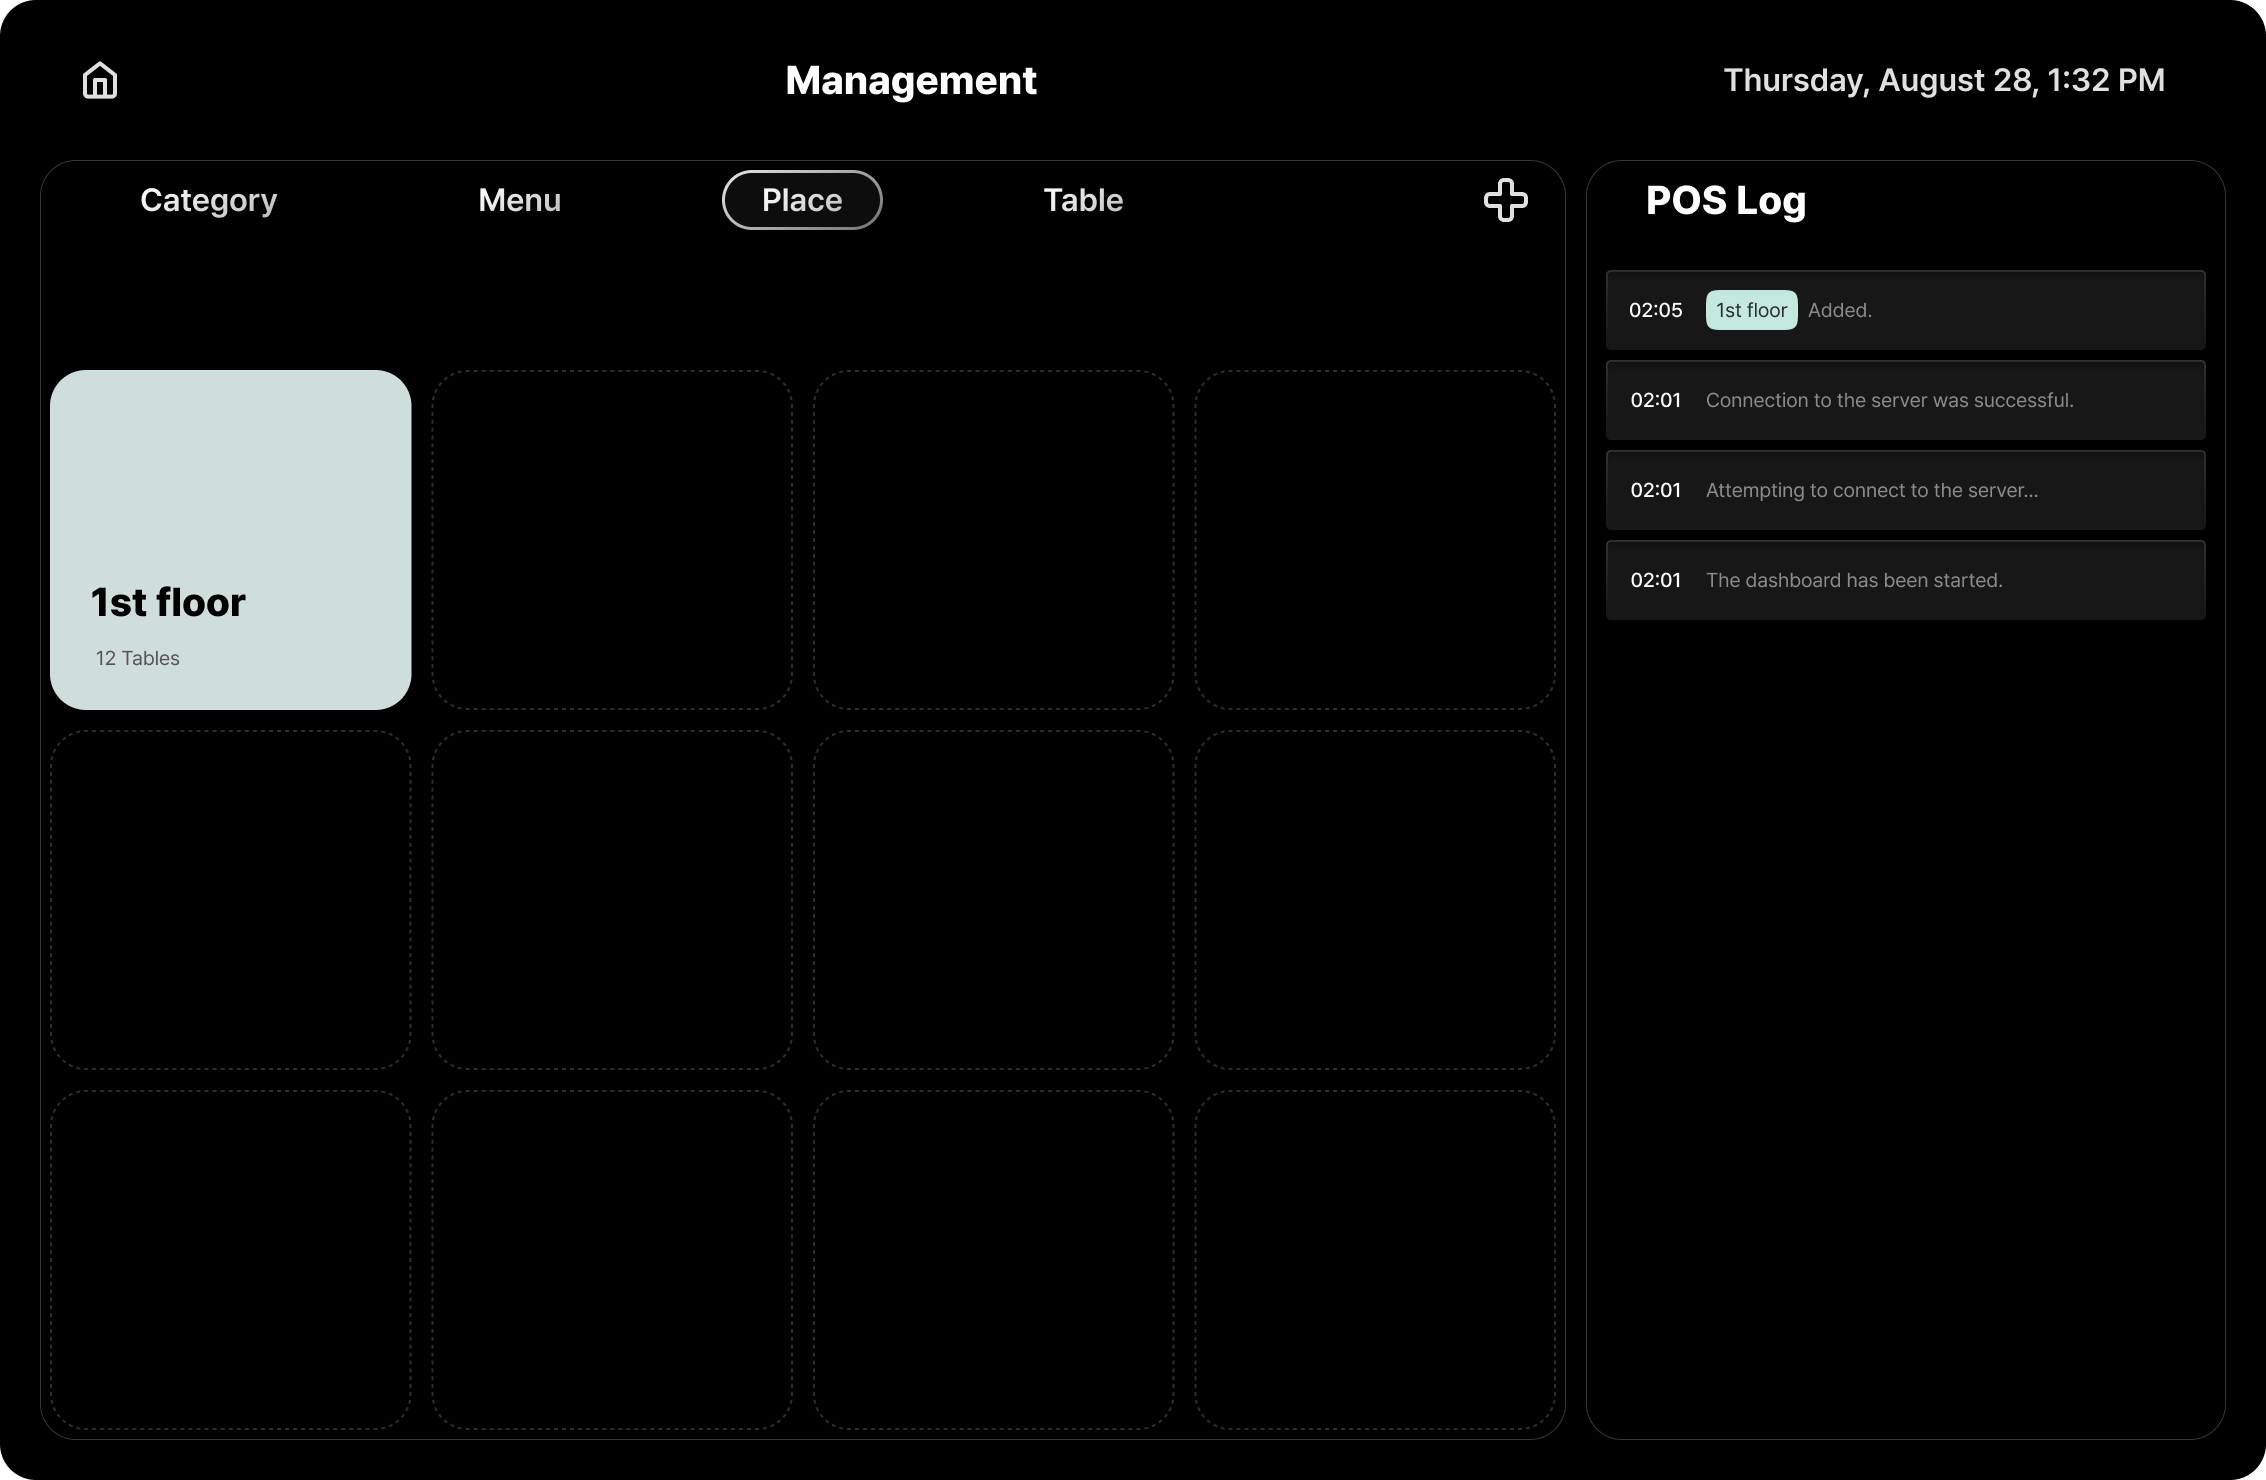 Management
Thursday, August 28, 1:32 PM
Category
Menu
Place
Table
POS Log
02:05 1st floor Added.
02:01 Connection to the server was successful.
02:01 Attempting to connect to the server...
02:01 The dashboard has been started.
1st floor
12 Tables